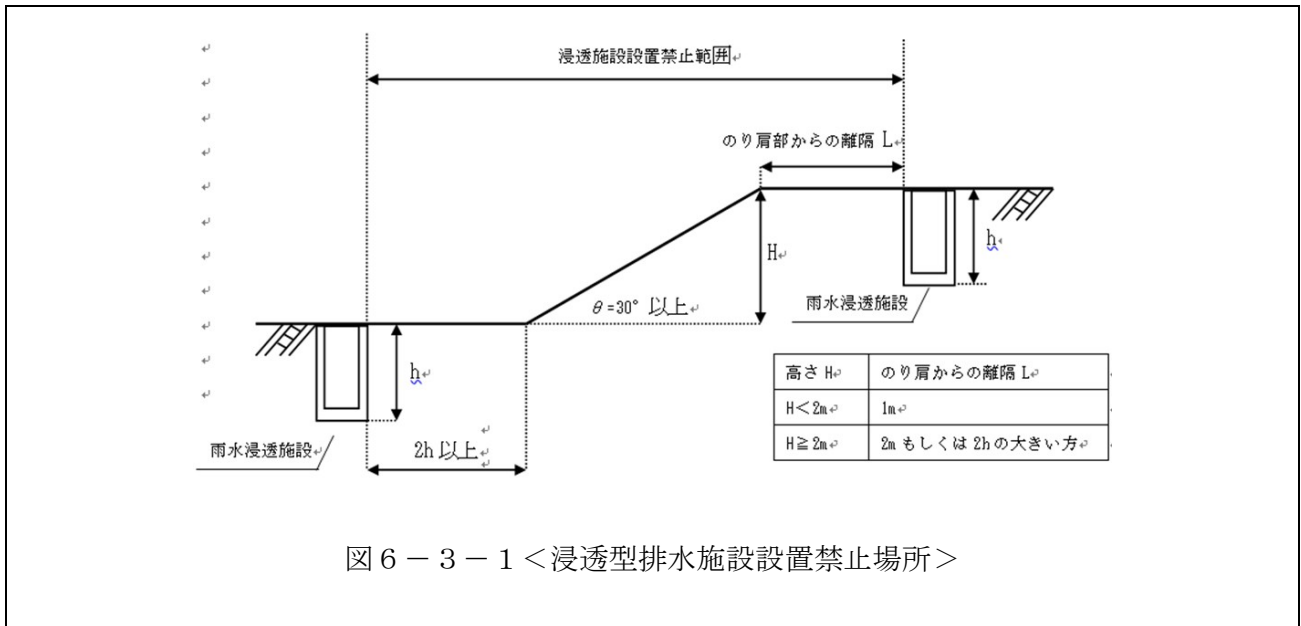 浸透施設設置禁止範囲
のり肩部からの離隔 L
H
h
θ=30° 以上
雨水浸透施設
h
雨水浸透施設
2h 以上
高さ H のり肩からの離隔 L
H＜2m 1m
H≧2m 2m もしくは 2h の大きい方
図６－３－１＜浸透型排水施設設置禁止場所＞